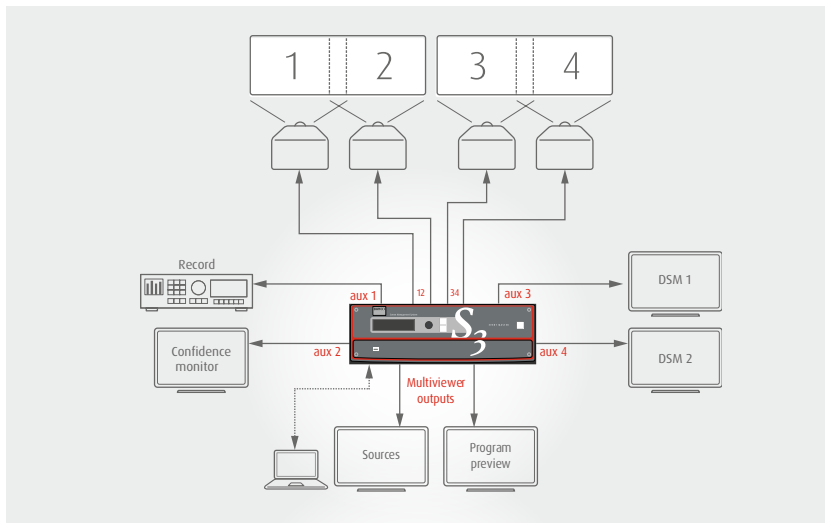 1 2 3 4
Record
aux 1
12
34
aux 3
DSM 1
S3
aux 2
aux 4
Confidence
monitor
DSM 2
Multiviewer
outputs
Sources
Program
preview